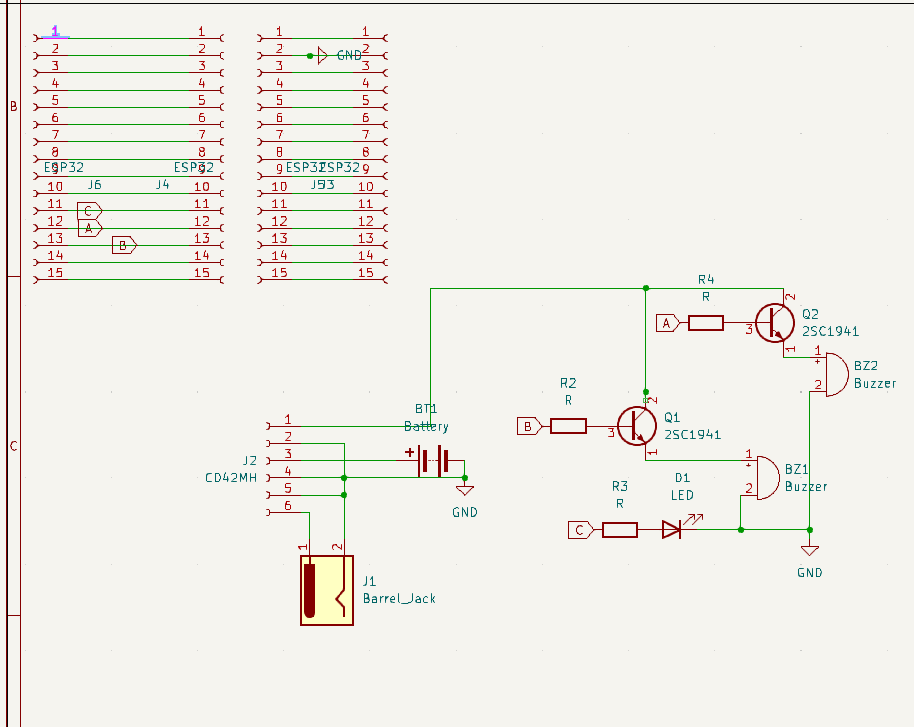 1 1 1 1
2 2 2 GND 2
3 3 3 3
4 4 4 4
5 5 5 5
6 6 6 6
7 7 7 7
8 8 8 8
ESP32 ESP32 ESP32 ESP32
9 9 9 9
J6 J4 J5 J3
10 10 10 10
11 C 11 11 11
12 A 12 12 12
13 B 13 13 13
14 14 14 14
15 15 15 15
B
C
R4
R
A
3
2
1
Q2
2SC1941
1
+
2
BZ2
Buzzer
R2
R
B
3
2
1
Q1
2SC1941
1
+
2
BZ1
Buzzer
R3
R
C
D1
LED
GND
BT1
Battery
+
GND
J2
CD42MH
1
2
3
4
5
6
1 2
J1
Barrel_Jack